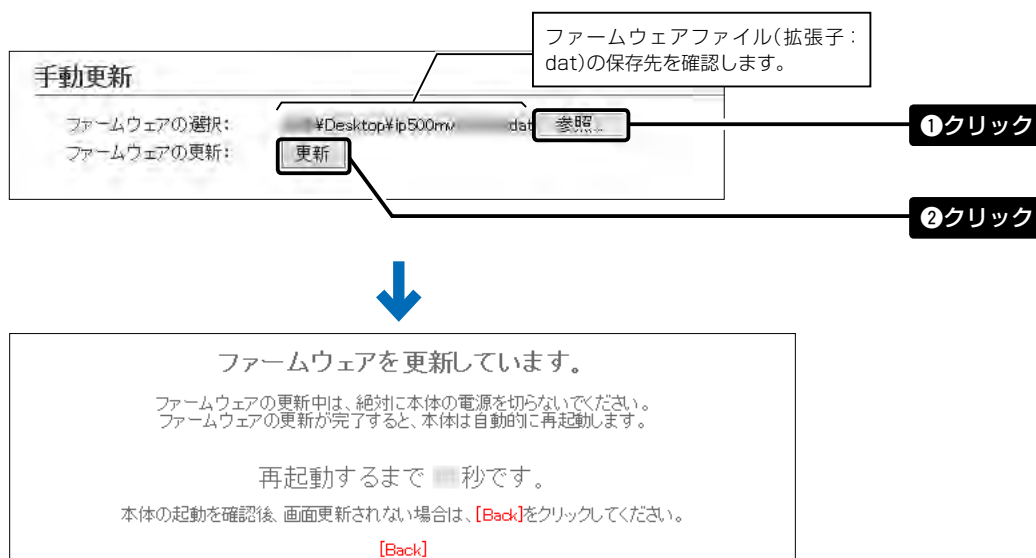 ファームウェアファイル(拡張子:
dat)の保存先を確認します。
手動更新
ファームウェアの選択: ¥Desktop¥ip500mv dat 参照...
❶クリック
ファームウェアの更新: 更新
❷クリック
ファームウェアを更新しています。
ファームウェアの更新中は、絶対に本体の電源を切らないでください。
ファームウェアの更新が完了すると、本体は自動的に再起動します。
再起動するまで 秒です。
本体の起動を確認後、画面更新されない場合は、[Back]をクリックしてください。
[Back]